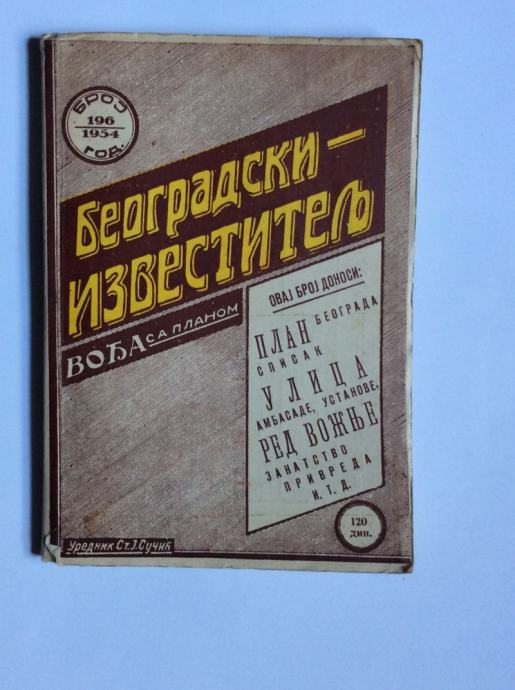 БРОЈ
196
1954
ГОД.
Београдски –
ИЗВЕСТИТЕЉ
ВОЂА СА ПЛАНОМ
ОВАЈ БРОЈ ДОНОСИ:
ПЛАН БЕОГРАДА
СПИСАК
УЛИЦА
АМБАСАДЕ, УСТАНОВЕ,
РЕД ВОЖЊЕ
ЗАНАТСТВО
ПРИВРЕДА
И.Т.Д.
120
дин.
Уредник Ст.Ј.Сучић